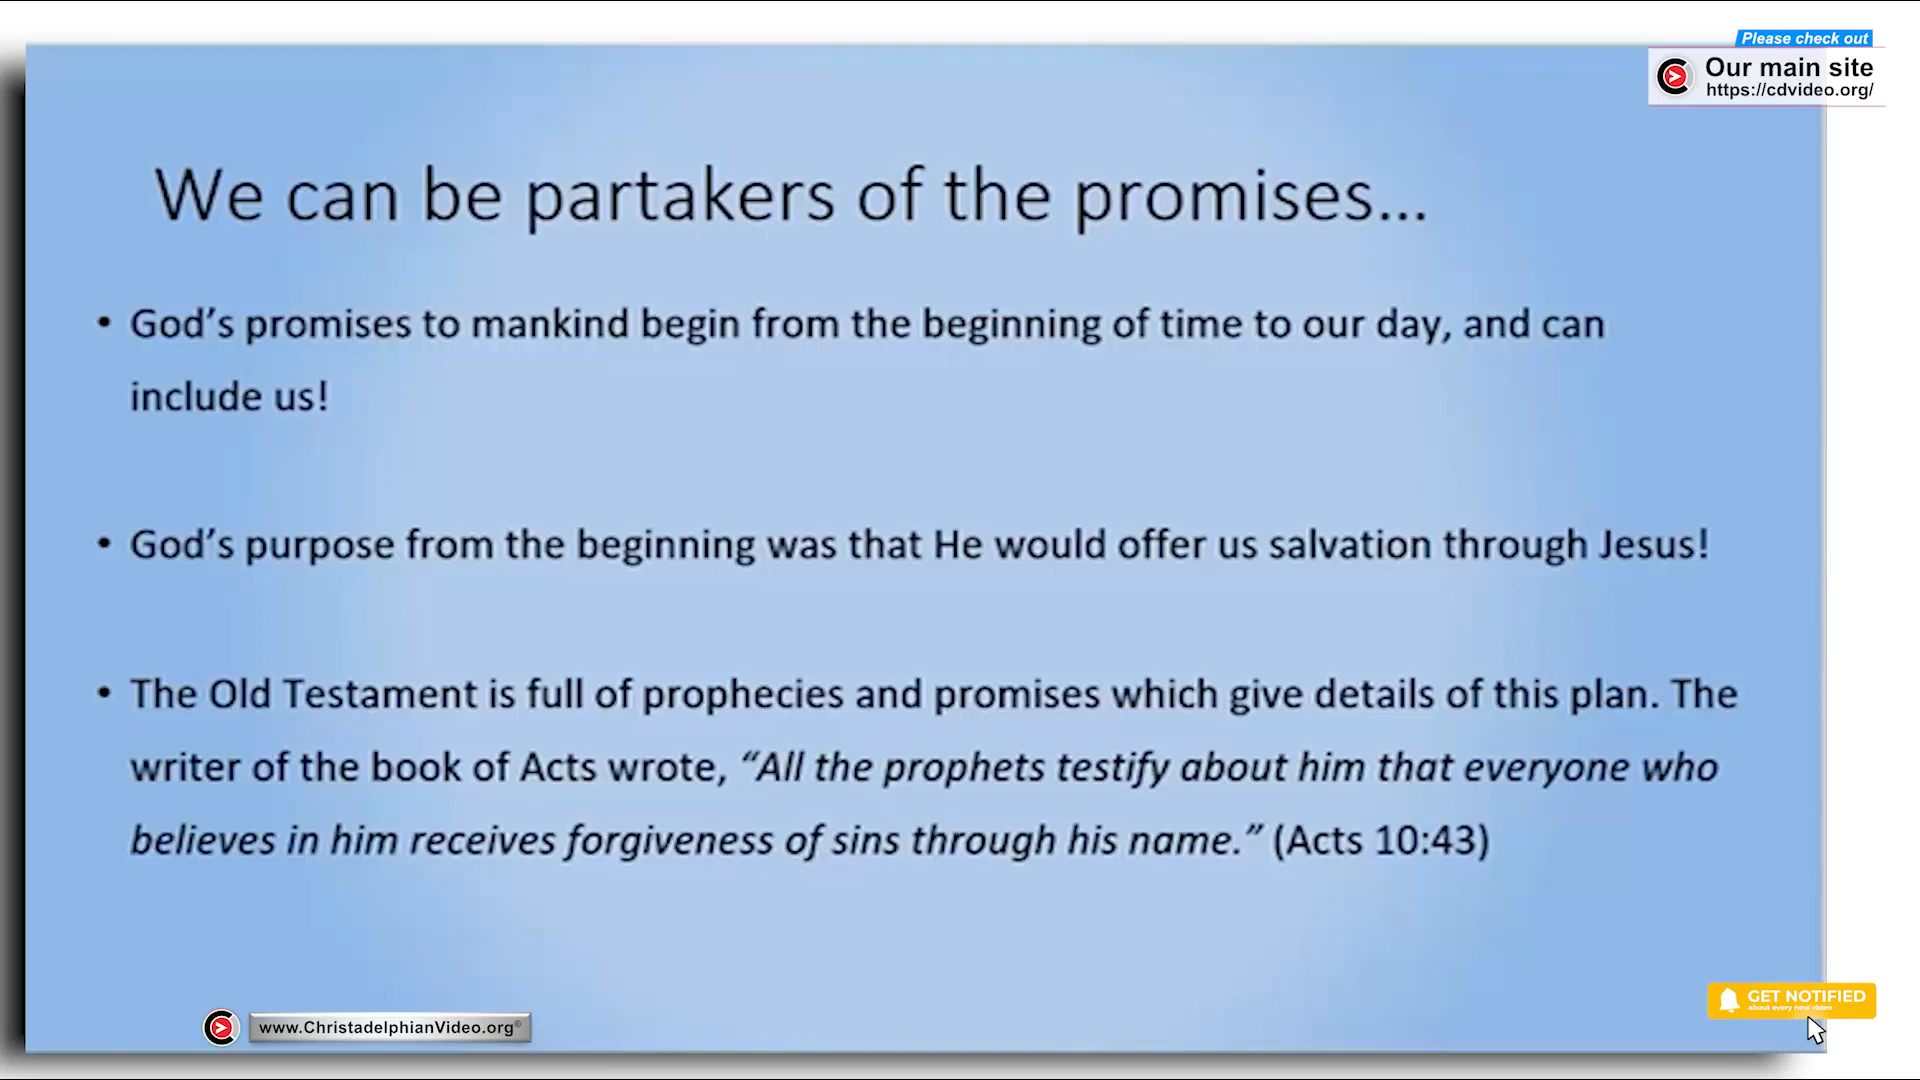 Please check out
Our main site
https://cdvideo.org/
We can be partakers of the promises...
• God's promises to mankind begin from the beginning of time to our day, and can
include us!
• God's purpose from the beginning was that He would offer us salvation through Jesus!
• The Old Testament is full of prophecies and promises which give details of this plan. The
writer of the book of Acts wrote, "All the prophets testify about him that everyone who
believes in him receives forgiveness of sins through his name." (Acts 10:43)
GET NOTIFIED
about every new video
www.ChristadelphianVideo.org®